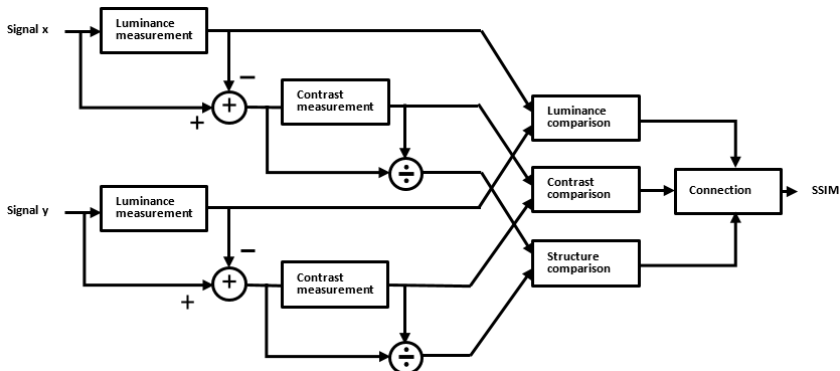 Signal x
Luminance
measurement
−
+
+
Contrast
measurement
÷
Signal y
Luminance
measurement
−
+
+
Contrast
measurement
÷
Luminance
comparison
Contrast
comparison
Structure
comparison
Connection
SSIM